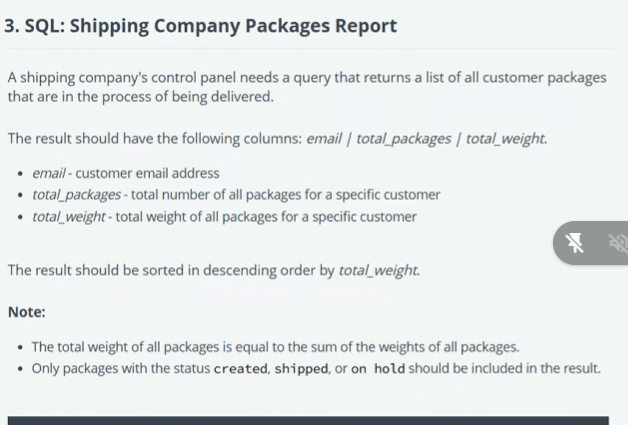 3. SQL: Shipping Company Packages Report
A shipping company's control panel needs a query that returns a list of all customer packages
that are in the process of being delivered.
The result should have the following columns: email | total_packages | total_weight.
• email - customer email address
• total_packages - total number of all packages for a specific customer
• total_weight - total weight of all packages for a specific customer
The result should be sorted in descending order by total_weight.
Note:
• The total weight of all packages is equal to the sum of the weights of all packages.
• Only packages with the status created, shipped, or on hold should be included in the result.